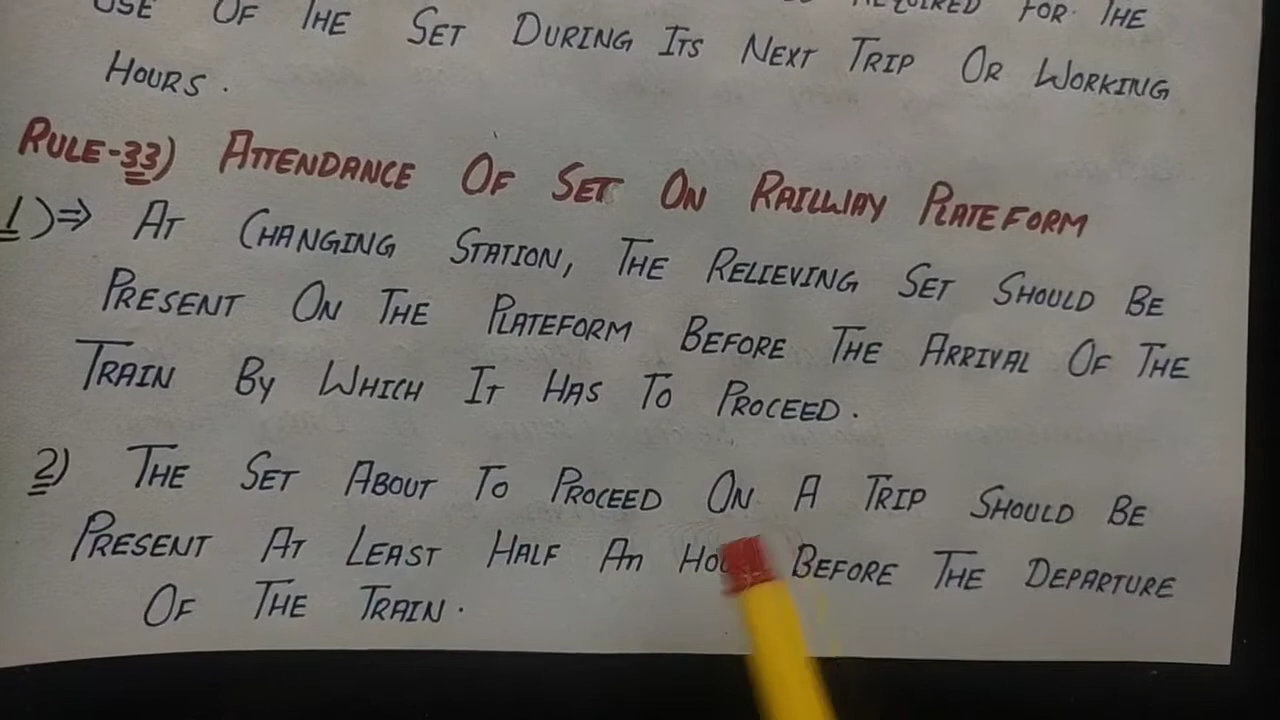 USE OF THE SET DURING ITS NEXT TRIP OR WORKING REQUIRED FOR THE
HOURS.
RULE-33) ATTENDANCE OF SET ON RAILWAY PLATEFORM
1)⇒ AT CHANGING STATION, THE RELIEVING SET SHOULD BE
PRESENT ON THE PLATEFORM BEFORE THE ARRIVAL OF THE
TRAIN BY WHICH IT HAS TO PROCEED.
2) THE SET ABOUT TO PROCEED ON A TRIP SHOULD BE
PRESENT AT LEAST HALF AN BEFORE THE DEPARTURE
OF THE TRAIN.